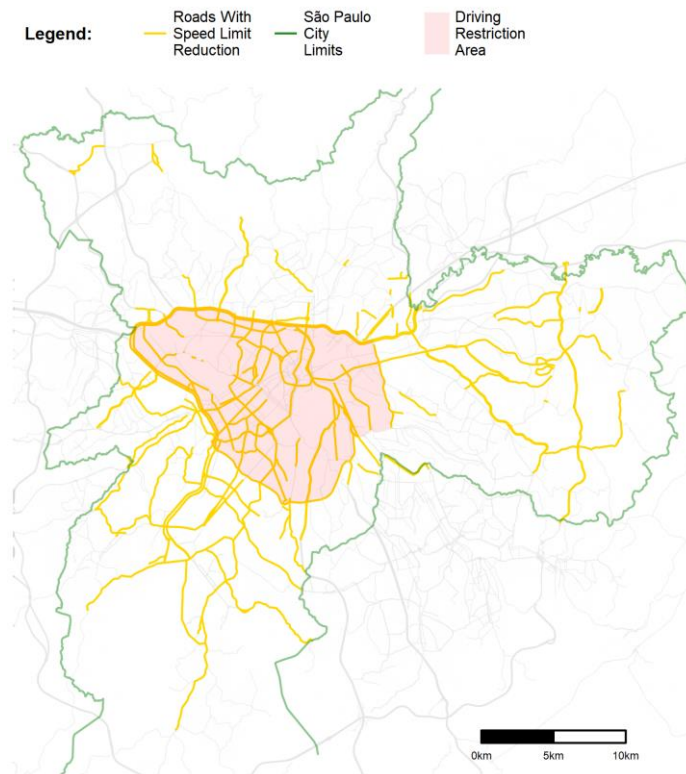 Legend:
Roads With
Speed Limit
Reduction
São Paulo
City
Limits
Driving
Restriction
Area
0km 5km 10km